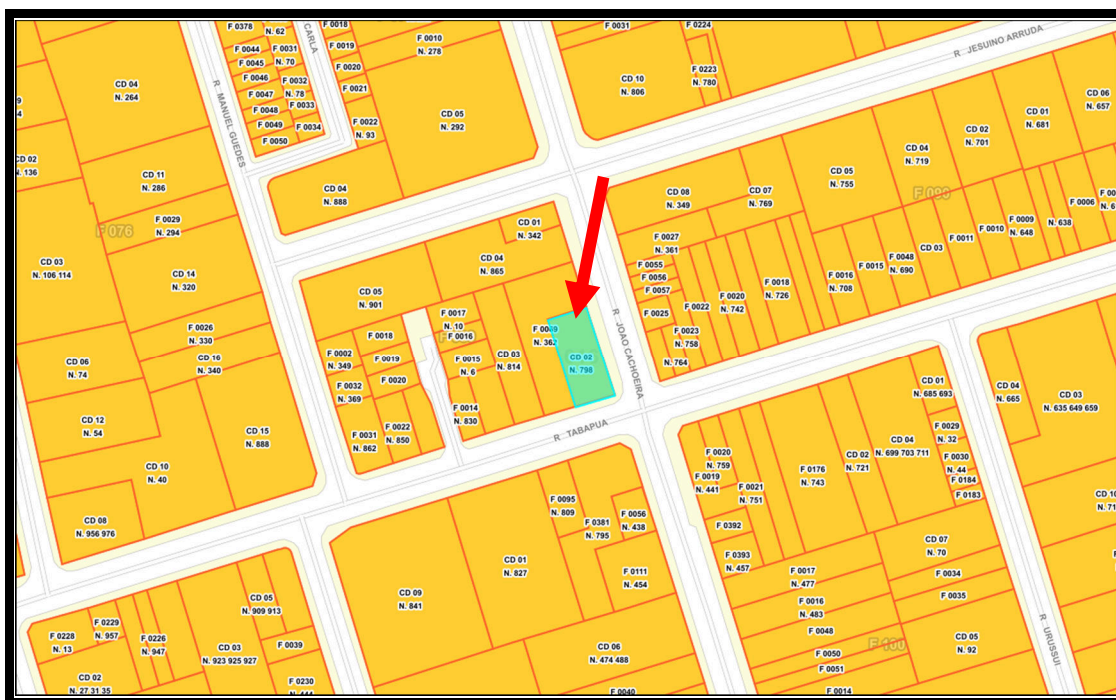 F 0378
N. 62
CARLA
F 0018
F 0010
N. 278
F 0031
F 0224
R JESUINO ARRUDA
F 0044
F 0031
N. 70
F 0019
F 0045
F 0046
F 0032
N. 78
F 0020
F 0047
F 0033
F 0021
F 0048
F 0049
F 0034
F 0050
F 0022
N. 93
CD 04
N. 264
R MANUEL GUEDES
CD 05
N. 292
CD 10
N. 806
F 0223
N. 780
CD 06
N. 657
CD 01
N. 681
CD 02
N. 701
CD 04
N. 719
CD 05
N. 755
CD 02
N. 136
CD 11
N. 286
CD 04
N. 888
CD 08
N. 349
CD 07
N. 769
F 0006
F 0029
N. 294
F 076
CD 01
N. 342
F 0009
N. 648
N. 638
F 0010
F 0011
CD 03
F 0048
N. 690
F 0015
F 0016
N. 708
F 0027
N. 361
CD 03
N. 106 114
CD 14
N. 320
CD 04
N. 865
F 0055
F 0056
F 0057
F 0018
N. 726
F 0020
N. 742
F 0022
F 0025
CD 05
N. 901
F 0017
N. 10
F 0016
R JOAO CACHOEIRA
F 0026
N. 330
F 0018
N. 362
F 0023
N. 758
F 0002
N. 349
F 0019
F 0015
N. 6
CD 03
N. 814
CD 02
N. 798
N. 764
CD 06
N. 74
CD 16
N. 340
F 0032
N. 369
F 0020
CD 01
N. 685 693
CD 04
N. 665
CD 03
N. 635 649 659
F 0014
N. 830
CD 12
N. 54
CD 15
N. 888
F 0031
N. 862
F 0022
N. 850
R TABAPUA
F 0029
N. 32
CD 04
N. 699 703 711
CD 02
N. 721
F 0020
N. 759
F 0030
N. 44
CD 10
N. 40
F 0176
N. 743
F 0019
N. 441
F 0021
N. 751
F 0184
F 0183
F 0095
N. 809
F 0056
N. 438
F 0381
N. 795
F 0392
CD 08
N. 956 976
CD 07
N. 70
F 0393
N. 457
CD 01
N. 827
F 0111
N. 454
F 0017
N. 477
F 0034
CD 09
N. 841
CD 05
N. 909 913
F 0016
N. 483
F 0035
F 0048
F 0229
N. 957
F 0228
N. 13
F 0226
N. 947
CD 03
N. 923 925 927
F 0039
CD 06
N. 474 488
F 0050
CD 05
N. 92
R URUSSUI
F 0051
CD 02
N. 27 31 35
F 0230
F 0040
F 0014